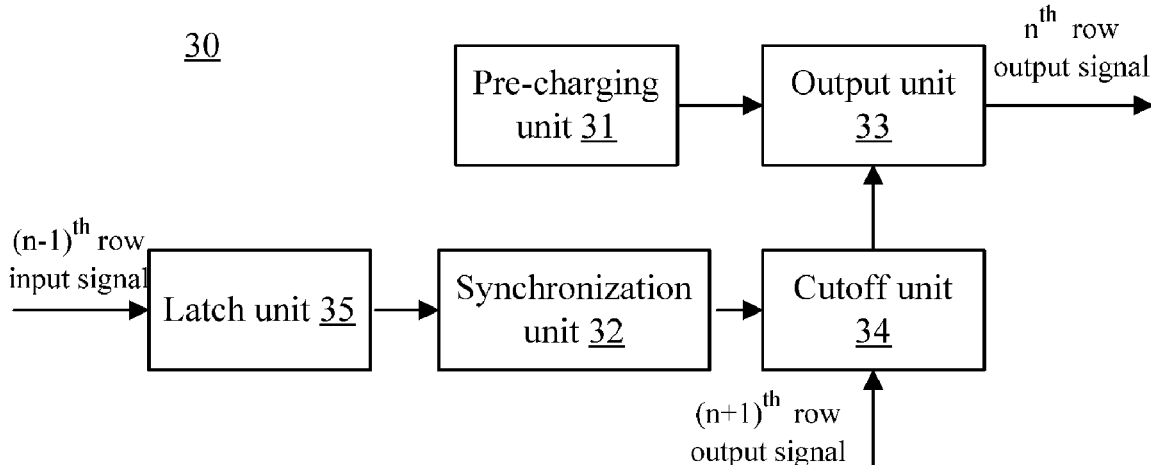 30
Pre-charging
unit 31
Output unit
33
n^th row
output signal
(n-1)^th row
input signal
Latch unit 35
Synchronization
unit 32
Cutoff unit
34
(n+1)^th row
output signal